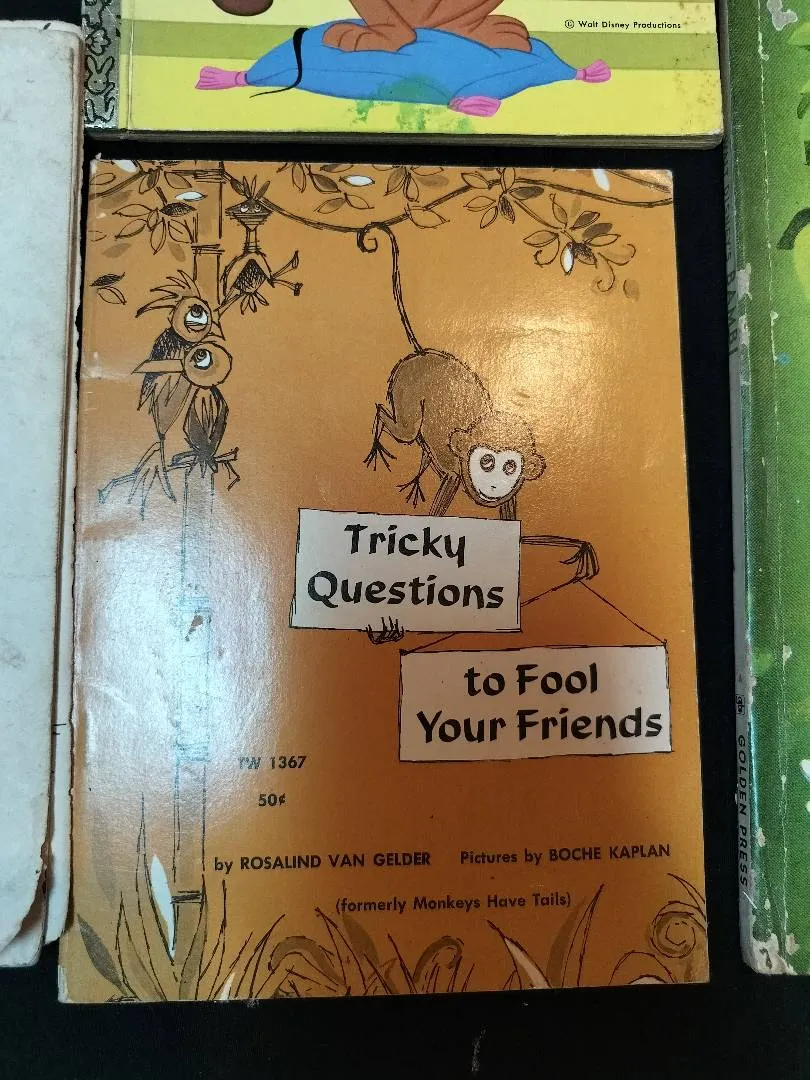 © Walt Disney Productions
Tricky
Questions
to Fool
Your Friends
TW 1367
50¢
by ROSALIND VAN GELDER Pictures by BOCHE KAPLAN
(formerly Monkeys Have Tails)
BAMBI
GOLDEN PRESS